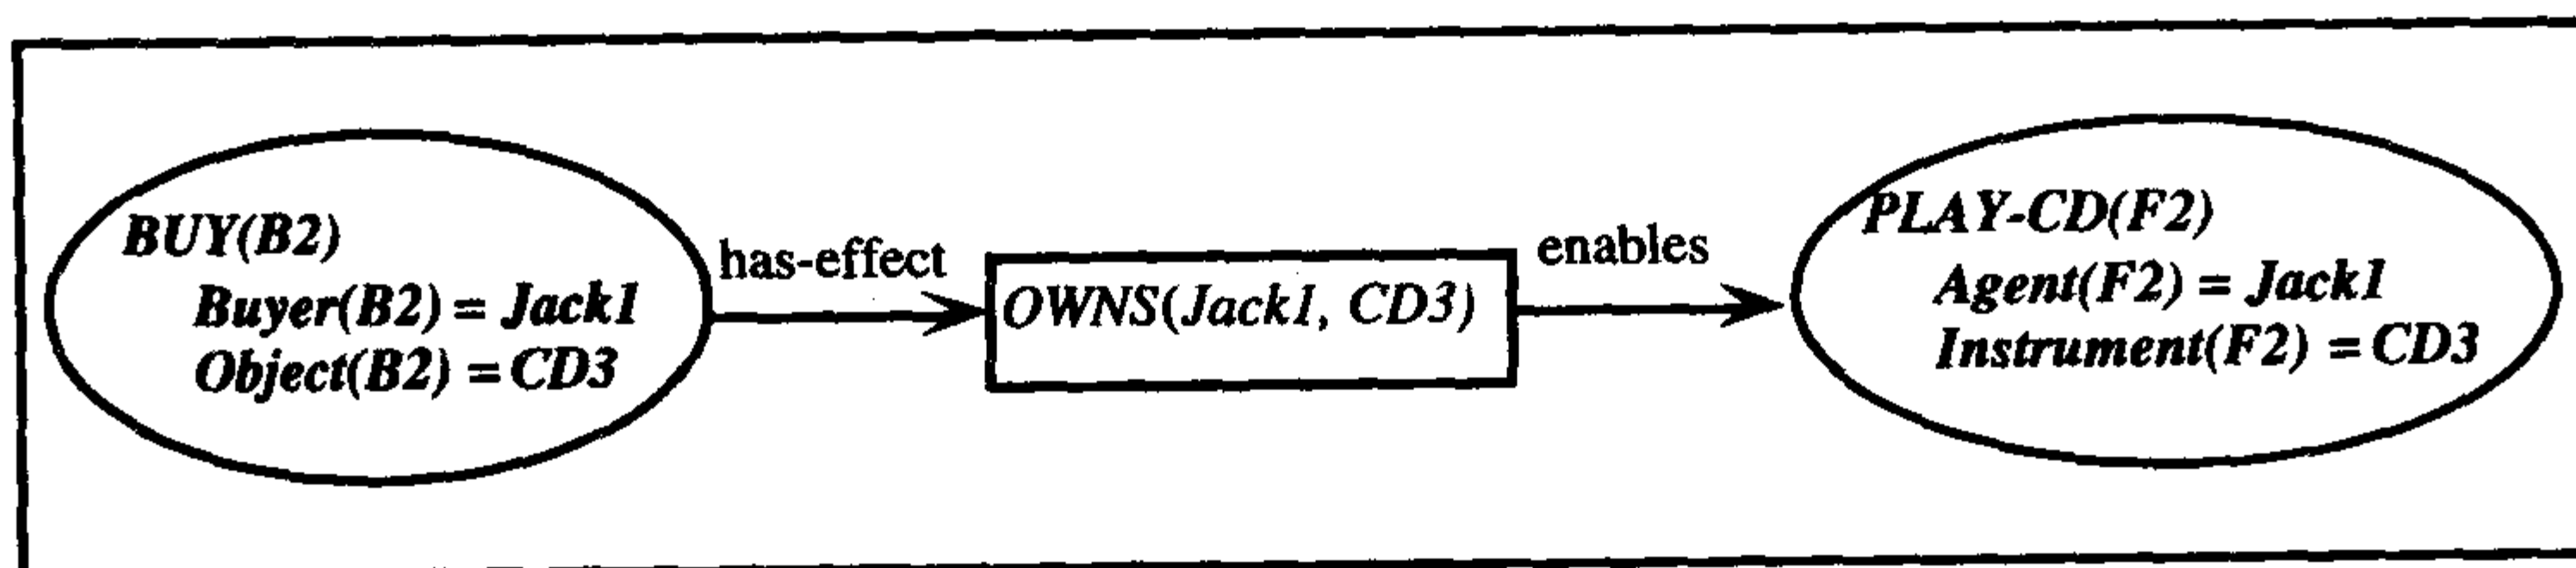 BUY(B2)
Buyer(B2) = Jack1
Object(B2) = CD3
has-effect
OWNS(Jack1, CD3)
enables
PLAY-CD(F2)
Agent(F2) = Jack1
Instrument(F2) = CD3